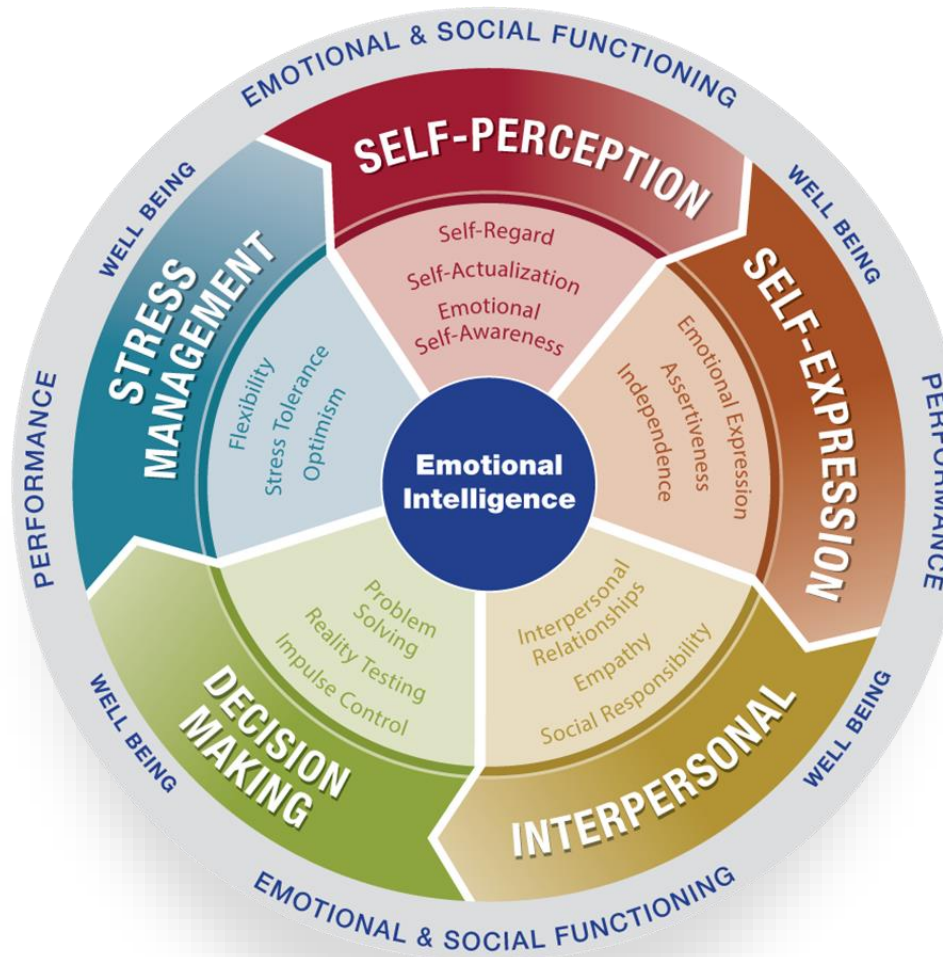 EMOTIONAL & SOCIAL FUNCTIONING
WELL BEING
WELL BEING
PERFORMANCE
PERFORMANCE
WELL BEING
WELL BEING
EMOTIONAL & SOCIAL FUNCTIONING
SELF-PERCEPTION
Self-Regard
Self-Actualization
Emotional
Self-Awareness
SELF-EXPRESSION
Emotional Expression
Assertiveness
Independence
INTERPERSONAL
Interpersonal
Relationships
Empathy
Social Responsibility
DECISION
MAKING
Problem
Solving
Reality Testing
Impulse Control
STRESS
MANAGEMENT
Flexibility
Stress Tolerance
Optimism
Emotional
Intelligence